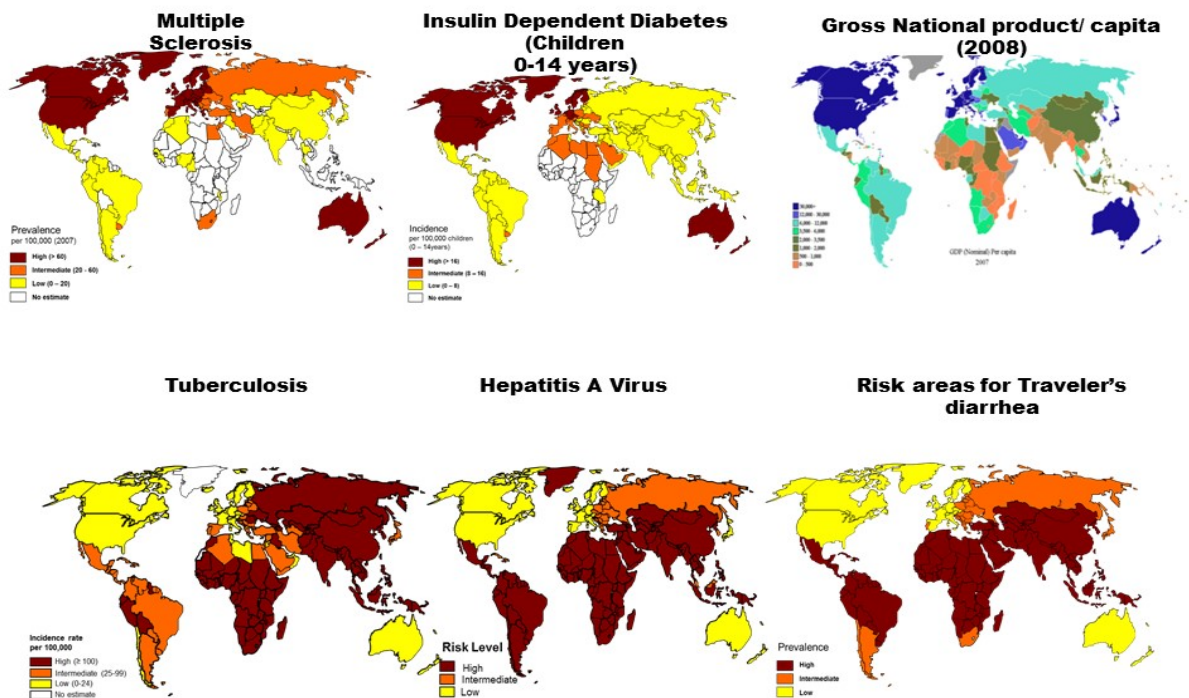 Multiple
Sclerosis
Insulin Dependent Diabetes
(Children
0-14 years)
Gross National product/ capita
(2008)
Prevalence
per 100,000 (2007)
High (> 60)
Intermediate (20 - 60)
Low (0 – 20)
No estimate
Incidence
per 100,000 children
(0 – 14years)
High (> 16)
Intermediate (8 – 16)
Low (0 – 8)
No estimate
GDP (Nominal) Per capita
2007
Tuberculosis
Hepatitis A Virus
Risk areas for Traveler's
diarrhea
Incidence rate
per 100,000
High (≥ 100)
Intermediate (25-99)
Low (0-24)
No estimate
Risk Level
High
Intermediate
Low
Prevalence
High
Intermediate
Low